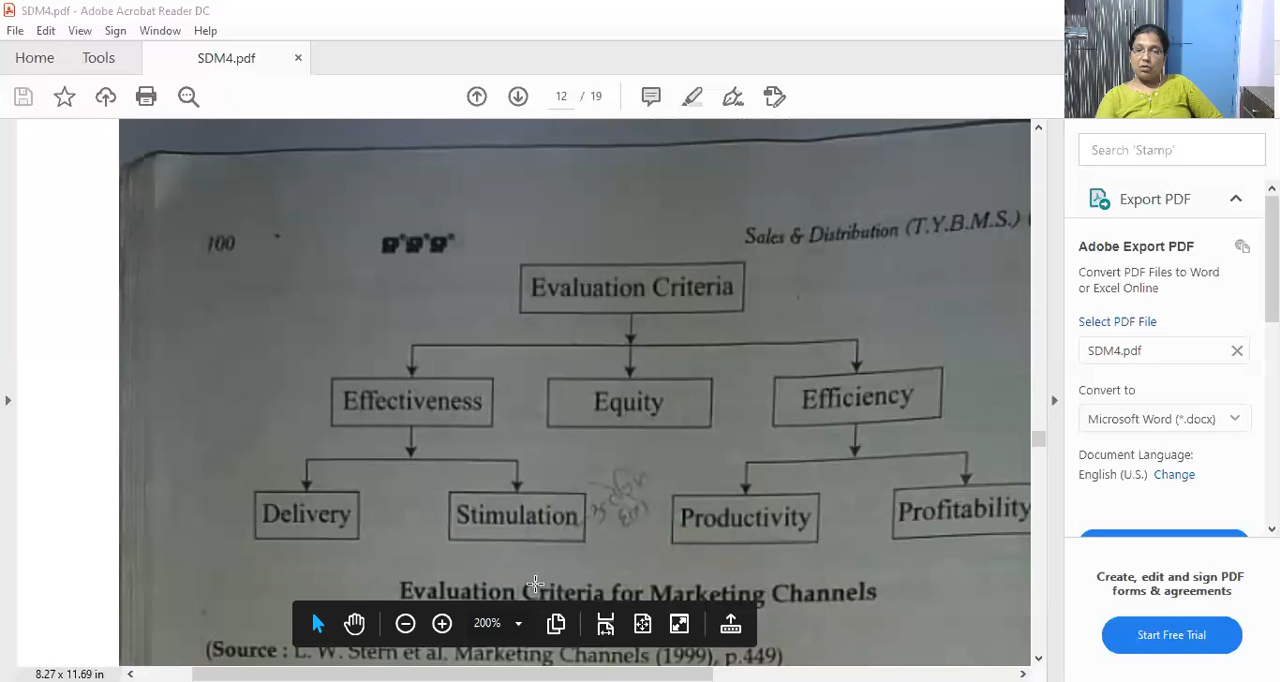 SDM4.pdf - Adobe Acrobat Reader DC
File Edit View Sign Window Help
Home Tools SDM4.pdf ×
12 / 19
100
Sales & Distribution (T.Y.B.M.S.) (
Evaluation Criteria
Effectiveness Equity Efficiency
Delivery Stimulation Productivity Profitability
Evaluation Criteria for Marketing Channels
200%
(Source : L. W. Stern et al. Marketing Channels (1999), p.449)
8.27 x 11.69 in
Search 'Stamp'
Export PDF
Adobe Export PDF
Convert PDF Files to Word
or Excel Online
Select PDF File
SDM4.pdf
Convert to
Microsoft Word (*.docx)
Document Language:
English (U.S.) Change
Create, edit and sign PDF
forms & agreements
Start Free Trial